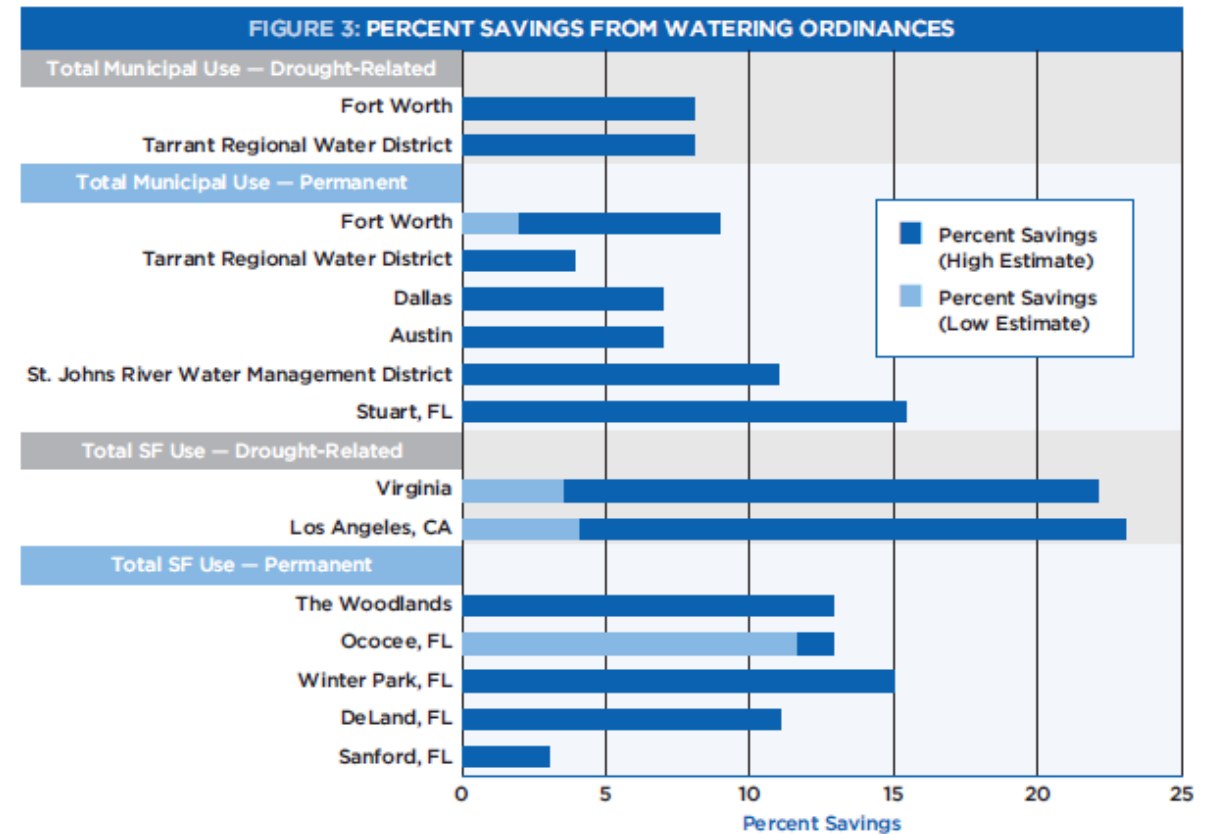 FIGURE 3: PERCENT SAVINGS FROM WATERING ORDINANCES
Total Municipal Use — Drought-Related
Fort Worth
Tarrant Regional Water District
Total Municipal Use — Permanent
Fort Worth
Tarrant Regional Water District
Dallas
Austin
St. Johns River Water Management District
Stuart, FL
Total SF Use — Drought-Related
Virginia
Los Angeles, CA
Total SF Use — Permanent
The Woodlands
Ococee, FL
Winter Park, FL
DeLand, FL
Sanford, FL
Percent Savings
(High Estimate)
Percent Savings
(Low Estimate)
0 5 10 15 20 25
Percent Savings